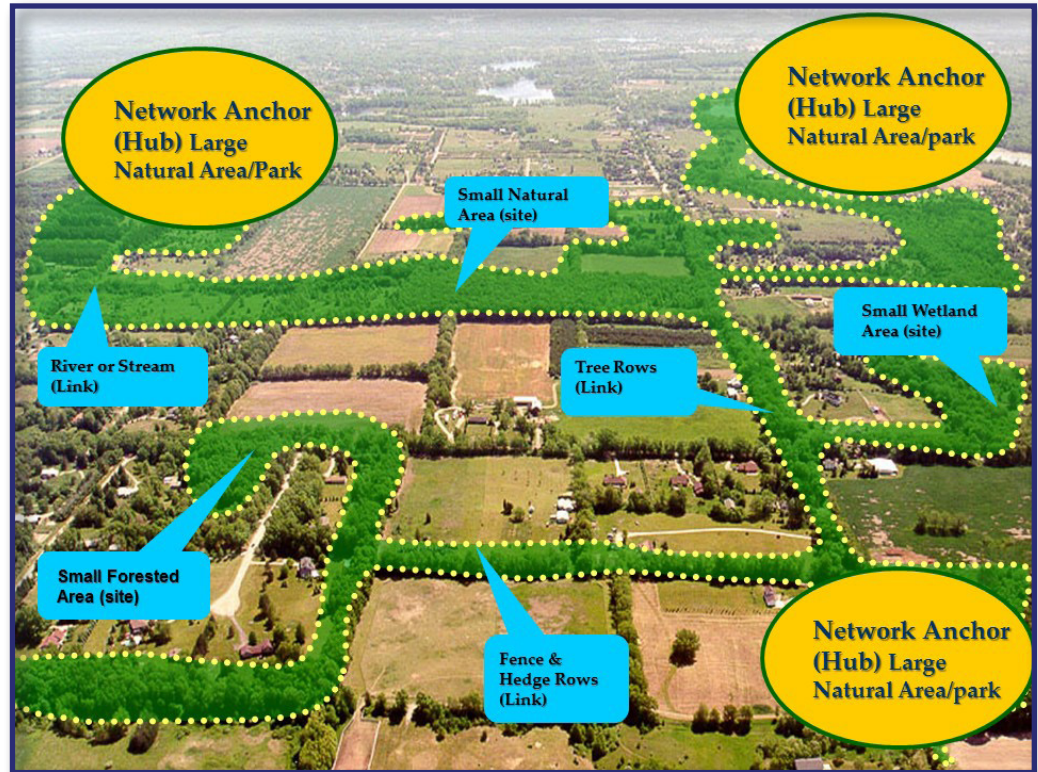 Network Anchor
(Hub) Large
Natural Area/Park
Network Anchor
(Hub) Large
Natural Area/park
Small Natural
Area (site)
River or Stream
(Link)
Tree Rows
(Link)
Small Wetland
Area (site)
Small Forested
Area (site)
Fence &
Hedge Rows
(Link)
Network Anchor
(Hub) Large
Natural Area/park